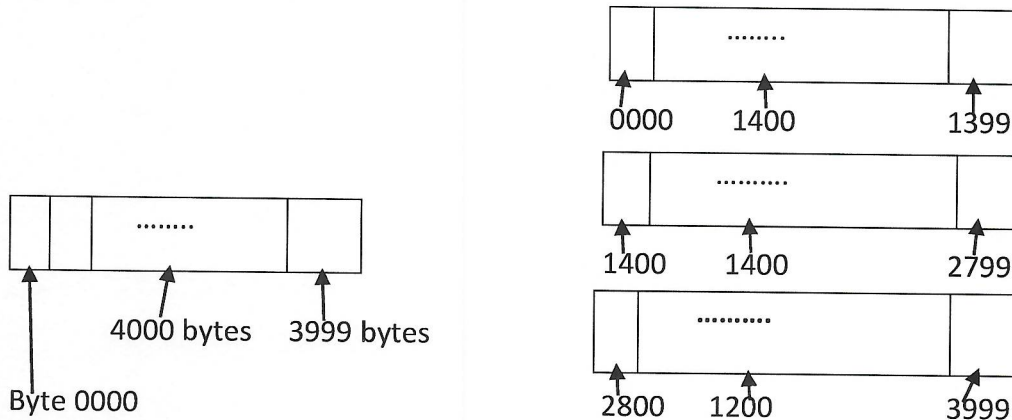 ........
0000 1400 1399
..........
1400 1400 2799
........
4000 bytes 3999 bytes
Byte 0000
..........
2800 1200 3999